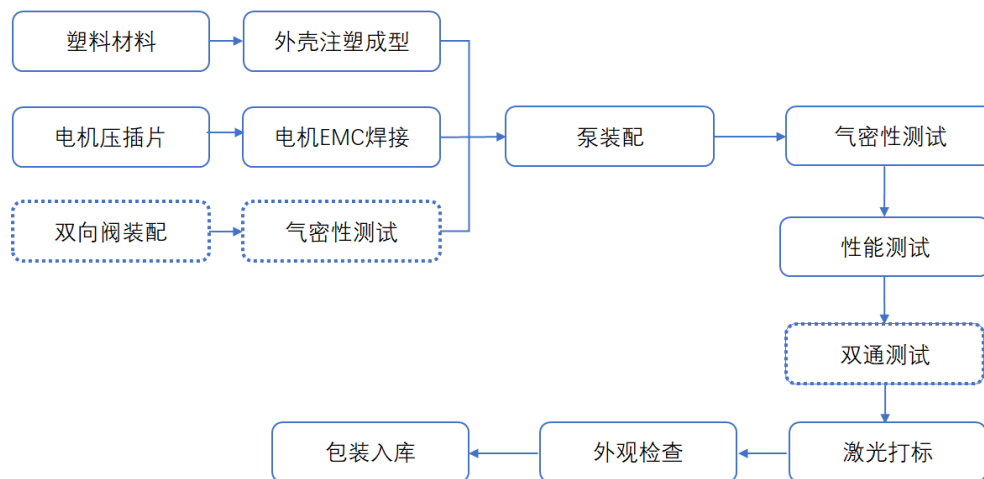 塑料材料
外壳注塑成型
电机压插片
电机EMC焊接
泵装配
气密性测试
双向阀装配
气密性测试
性能测试
双通测试
包装入库
外观检查
激光打标